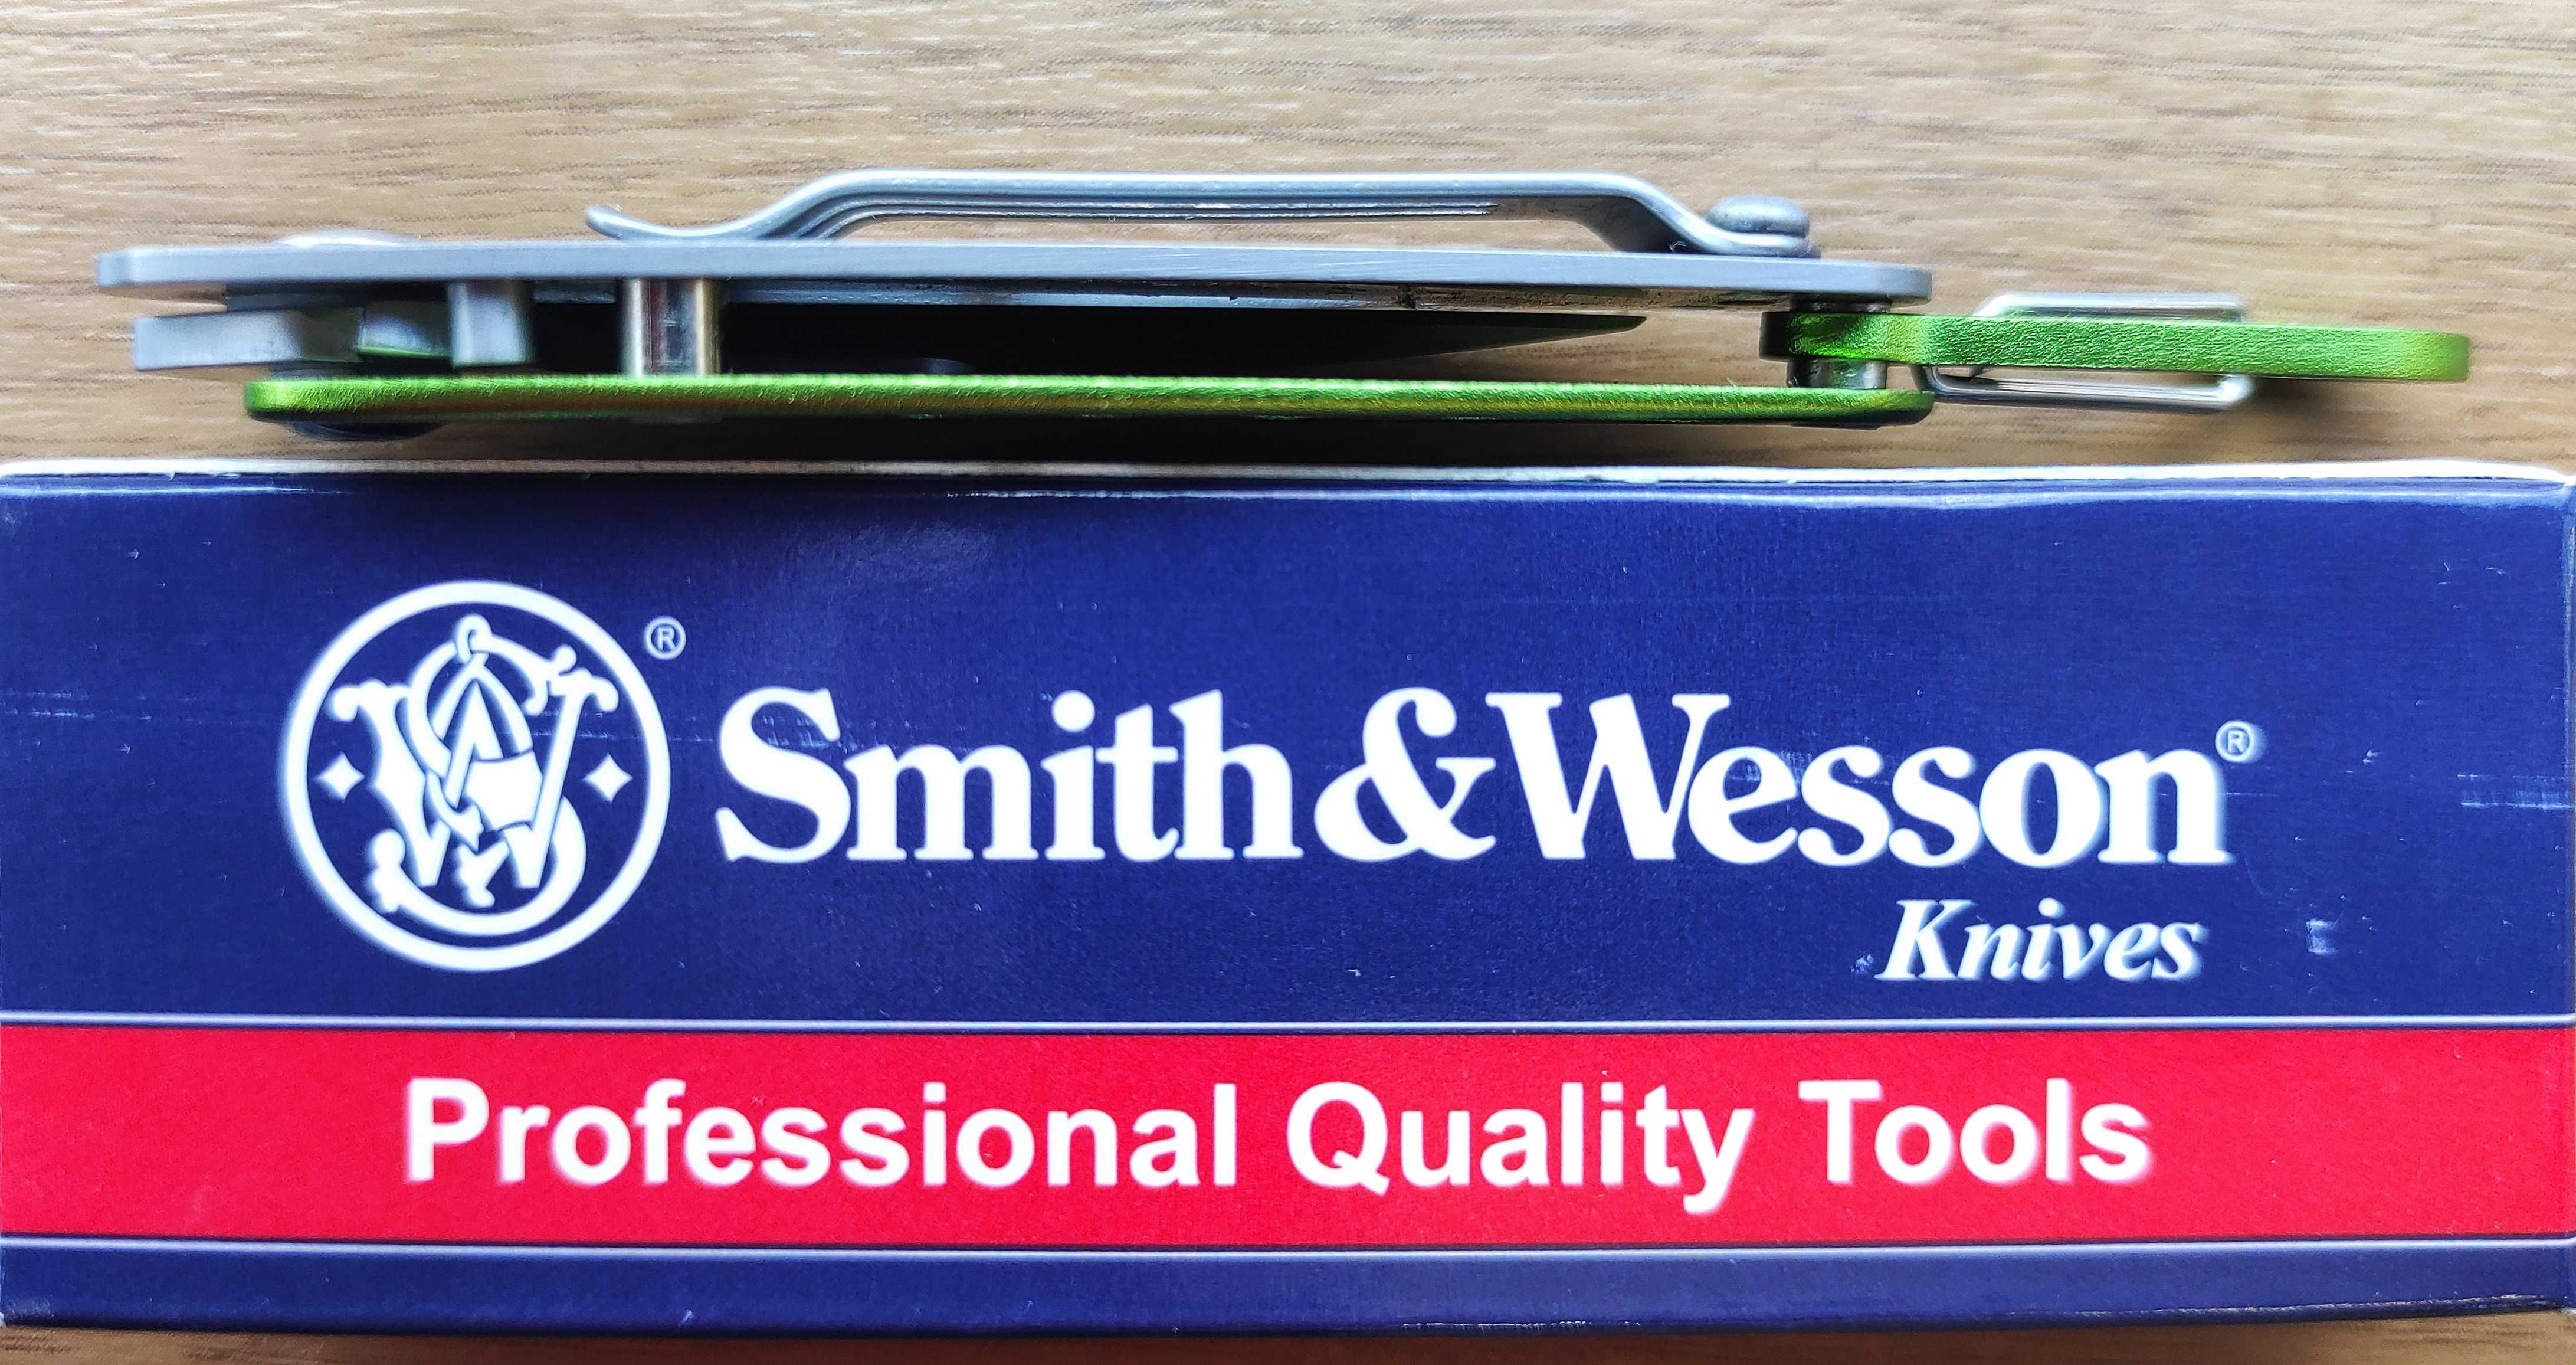 ®
Smith & Wesson®
Knives
Professional Quality Tools